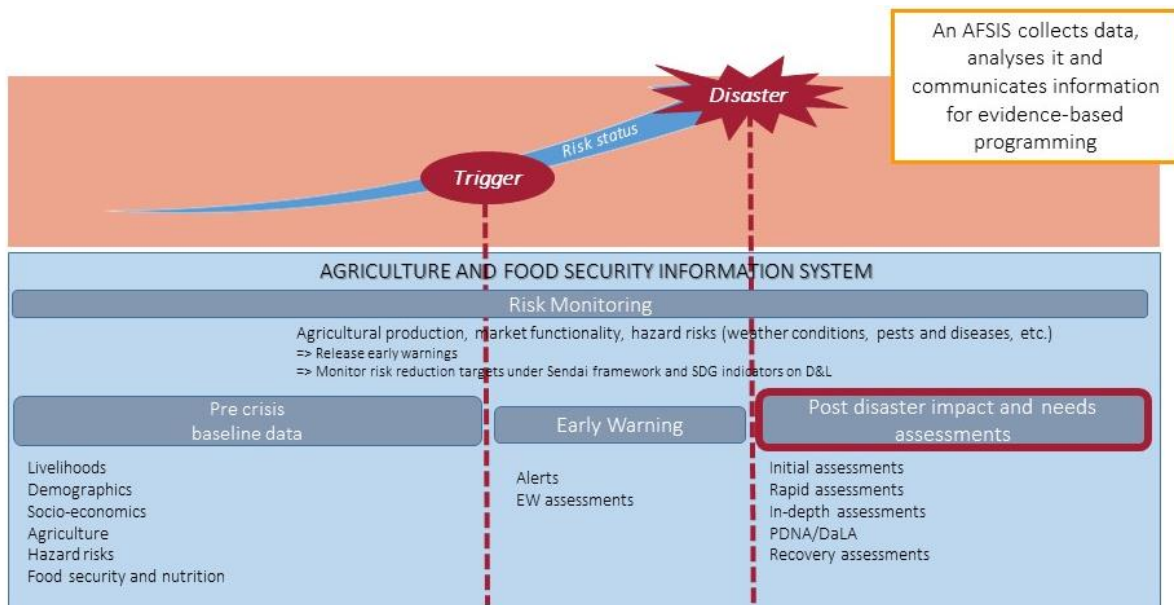 An AFSIS collects data,
analyses it and
communicates information
for evidence-based
programming
Disaster
Risk status
Trigger
AGRICULTURE AND FOOD SECURITY INFORMATION SYSTEM
Risk Monitoring
Agricultural production, market functionality, hazard risks (weather conditions, pests and diseases, etc.)
=> Release early warnings
=> Monitor risk reduction targets under Sendai framework and SDG indicators on D&L
Pre crisis
baseline data
Livelihoods
Demographics
Socio-economics
Agriculture
Hazard risks
Food security and nutrition
Early Warning
Alerts
EW assessments
Post disaster impact and needs
assessments
Initial assessments
Rapid assessments
In-depth assessments
PDNA/DaLA
Recovery assessments